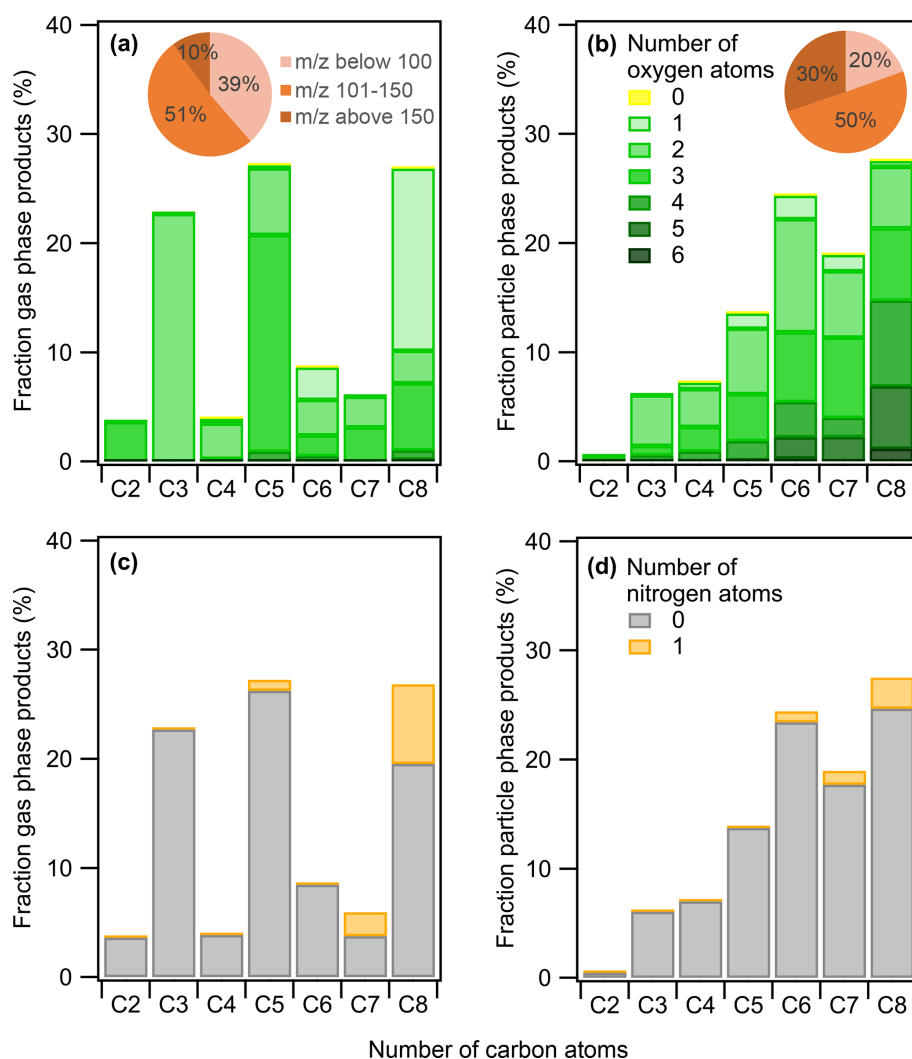 (a)
10%
39%
51%
m/z below 100
m/z 101-150
m/z above 150
Fraction gas phase products (%)
40
30
20
10
0
C2 C3 C4 C5 C6 C7 C8
(b) Number of
oxygen atoms
0
1
2
3
4
5
6
30%
20%
50%
Fraction particle phase products (%)
40
30
20
10
0
C2 C3 C4 C5 C6 C7 C8
(c)
Fraction gas phase products (%)
40
30
20
10
0
C2 C3 C4 C5 C6 C7 C8
(d) Number of
nitrogen atoms
0
1
Fraction particle phase products (%)
40
30
20
10
0
C2 C3 C4 C5 C6 C7 C8
Number of carbon atoms